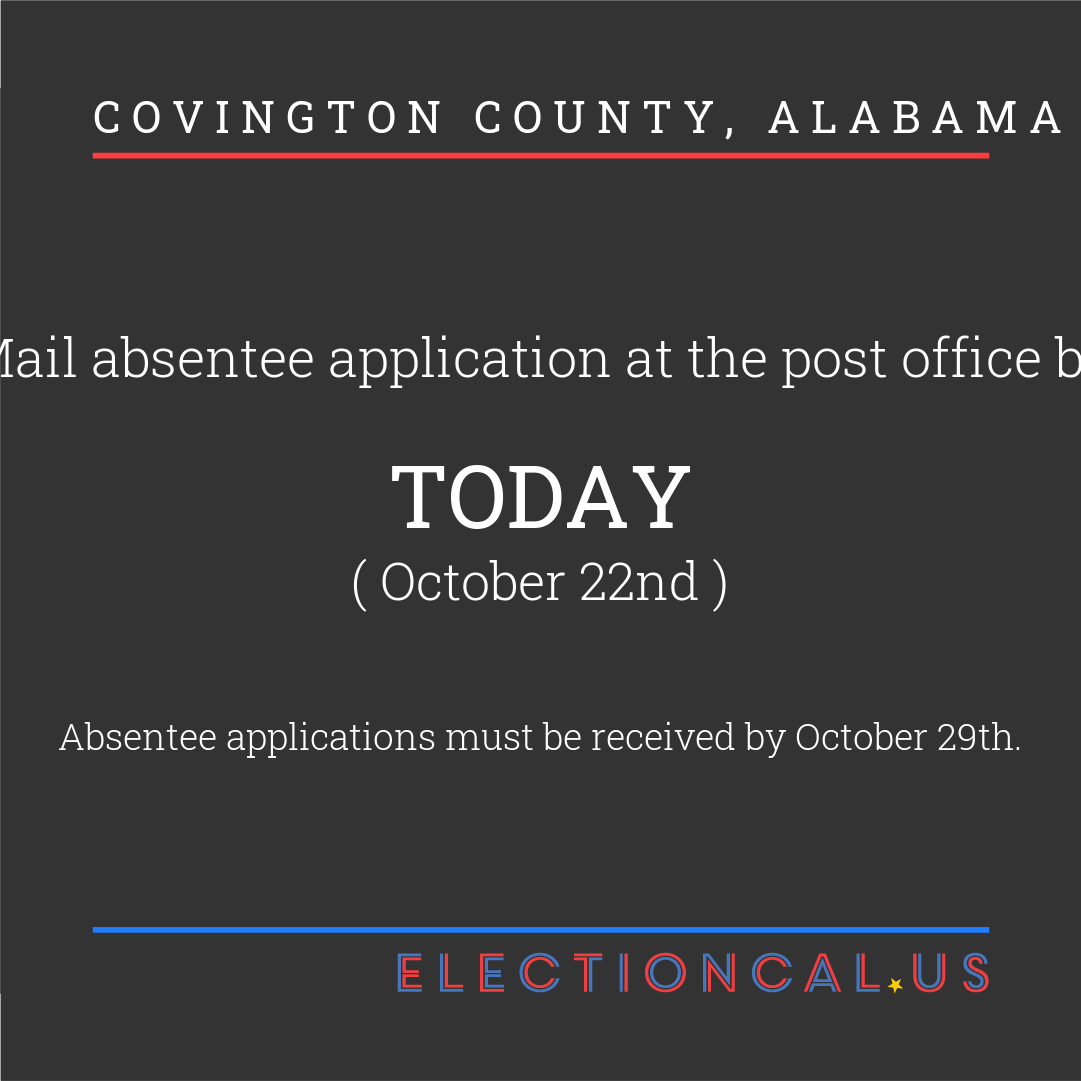 COVINGTON COUNTY, ALABAMA
Mail absentee application at the post office b
TODAY
( October 22nd )
Absentee applications must be received by October 29th.
ELECTIONCAL.US